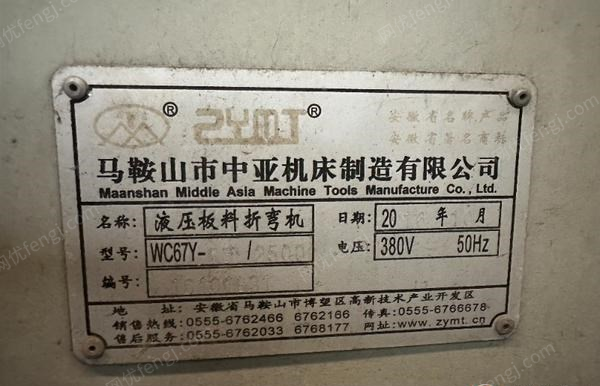 ® ZYMT®
安徽省名牌产品
安徽省著名商标
马鞍山市中亚机床制造有限公司
Maanshan Middle Asia Machine Tools Manufacture Co., Ltd.
名称: 液压板料折弯机 日期: 20 年 月
型号: WC67Y- /2500 电压: 380V 50Hz
编号:
地 址: 安徽省马鞍山市博望区高新技术产业开发区
销售热线: 0555-6762466 6762166 传真: 0555-6766678
售后服务: 0555-6762033 6768177 网址: www.zymt.cn